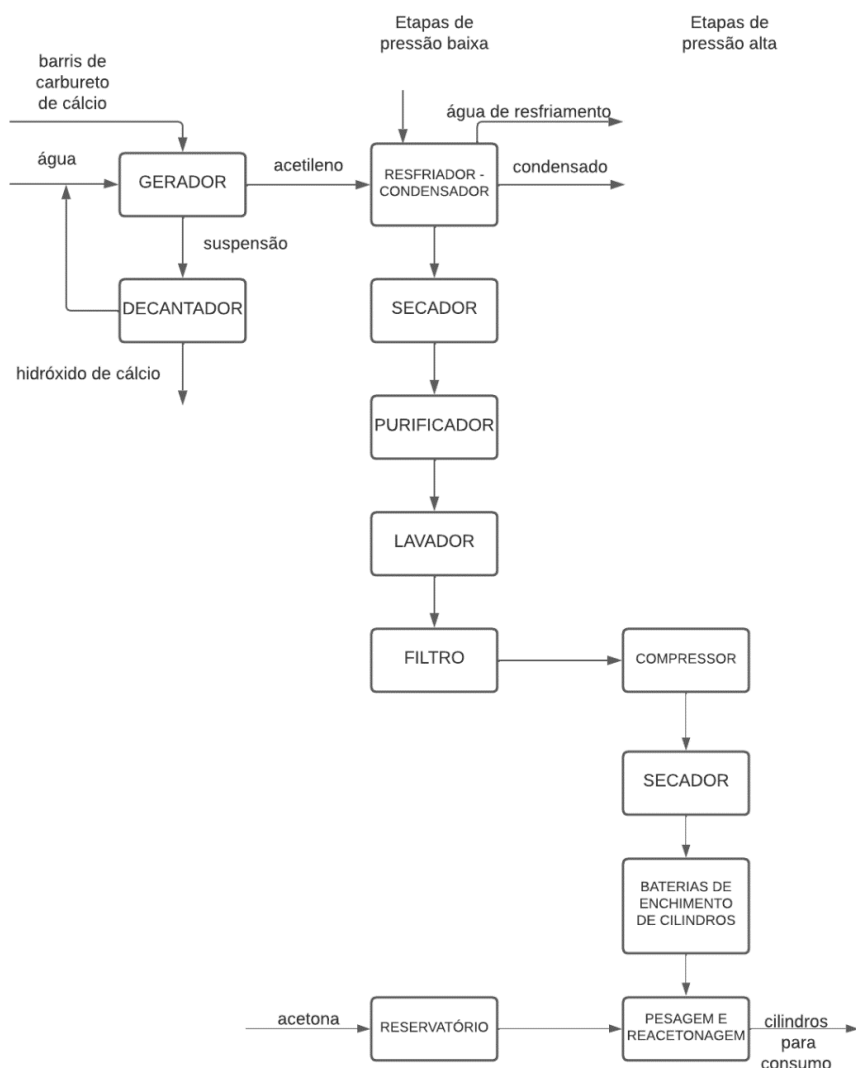 Etapas de
pressão baixa
Etapas de
pressão alta
barris de
carbureto
de cálcio
água de resfriamento
água
acetileno
condensado
GERADOR
RESFRIADOR -
CONDENSADOR
suspensão
DECANTADOR
SECADOR
hidróxido de cálcio
PURIFICADOR
LAVADOR
FILTRO
COMPRESSOR
SECADOR
BATERIAS DE
ENCHIMENTO
DE CILINDROS
acetona
RESERVATÓRIO
PESAGEM E
REACETONAGEM
cilindros
para
consumo